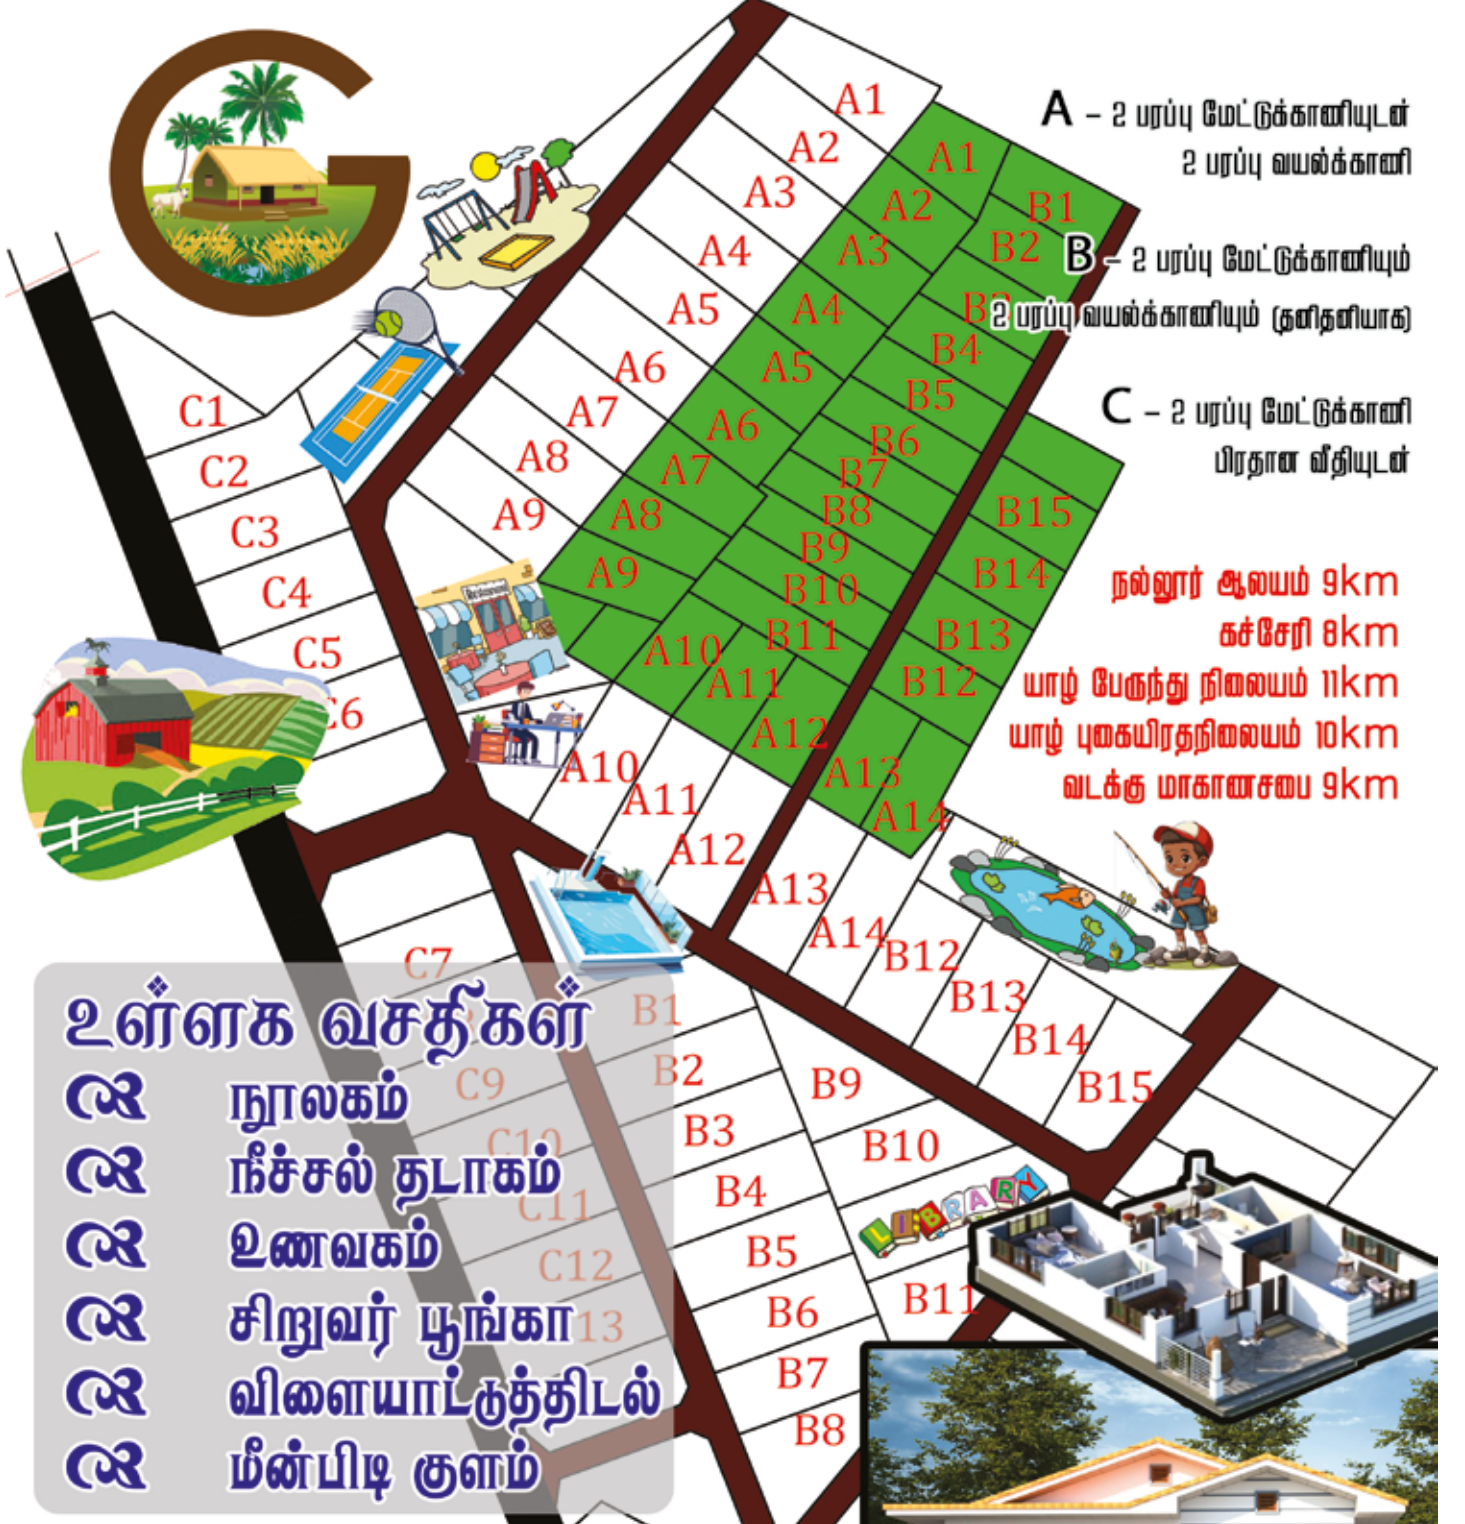 A1
A2
A3
A4
A5
A6
A7
A8
A9
A1
A2
A3
A4
A5
A6
A7
A8
A9
B1
B2
B4
B5
B6
B7
B8
B9
B10
B11
B15
B14
B13
B12
A10
A11
A12
A13
A14
A10
A11
A12
A13
A14
B12
B13
B14
B15
C1
C2
C3
C4
C5
C6
C7
C9
C10
C11
C12
13
B1
B2
B3
B4
B5
B6
B7
B8
B9
B10
B11
Restaurant
LIBRARY
A - 2 பரப்பு மேட்டுக்காணியுடன்
2 பரப்பு வயல்க்காணி
B - 2 பரப்பு மேட்டுக்காணியும்
2 பரப்பு வயல்க்காணியும் (தனிதனியாக)
C - 2 பரப்பு மேட்டுக்காணி
பிரதான வீதியுடன்
நல்லூர் ஆலயம் 9km
கச்சேரி 8km
யாழ் பேருந்து நிலையம் 11km
யாழ் புகையிரதநிலையம் 10km
வடக்கு மாகாணசபை 9km
உள்ளக வசதிகள்
நூலகம்
நீச்சல் தடாகம்
உணவகம்
சிறுவர் பூங்கா
விளையாட்டுத்திடல்
மீன்பிடி குளம்